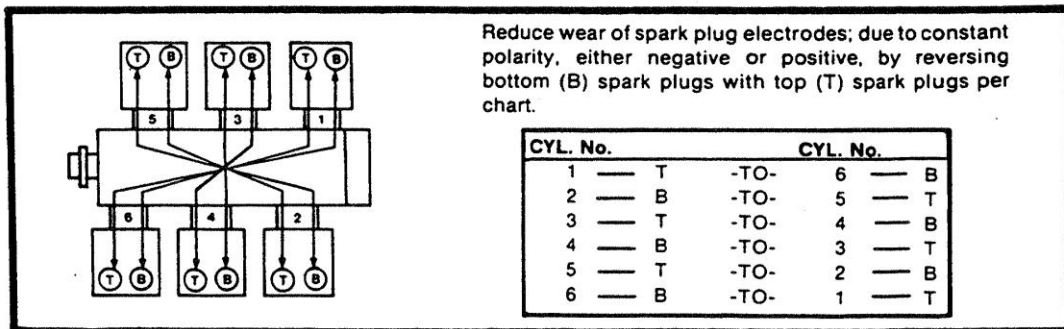 T B T B T B
5 3 1
6 4 2
T B T B T B
Reduce wear of spark plug electrodes; due to constant
polarity, either negative or positive, by reversing
bottom (B) spark plugs with top (T) spark plugs per
chart.
CYL. No. CYL. No.
1 — T -TO- 6 — B
2 — B -TO- 5 — T
3 — T -TO- 4 — B
4 — B -TO- 3 — T
5 — T -TO- 2 — B
6 — B -TO- 1 — T